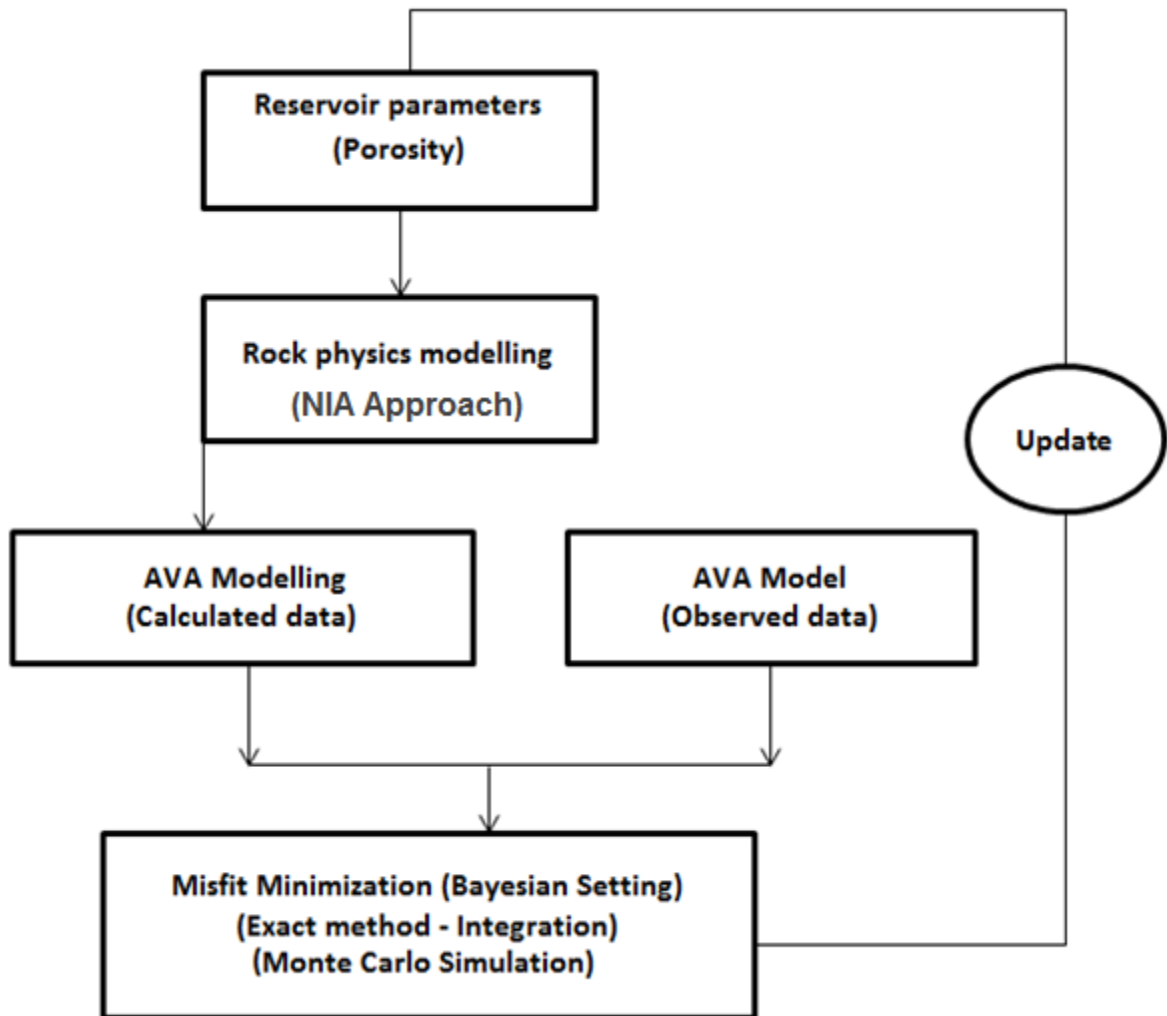 Reservoir parameters
(Porosity)
Rock physics modelling
(NIA Approach)
Update
AVA Modelling
(Calculated data)
AVA Model
(Observed data)
Misfit Minimization (Bayesian Setting)
(Exact method - Integration)
(Monte Carlo Simulation)